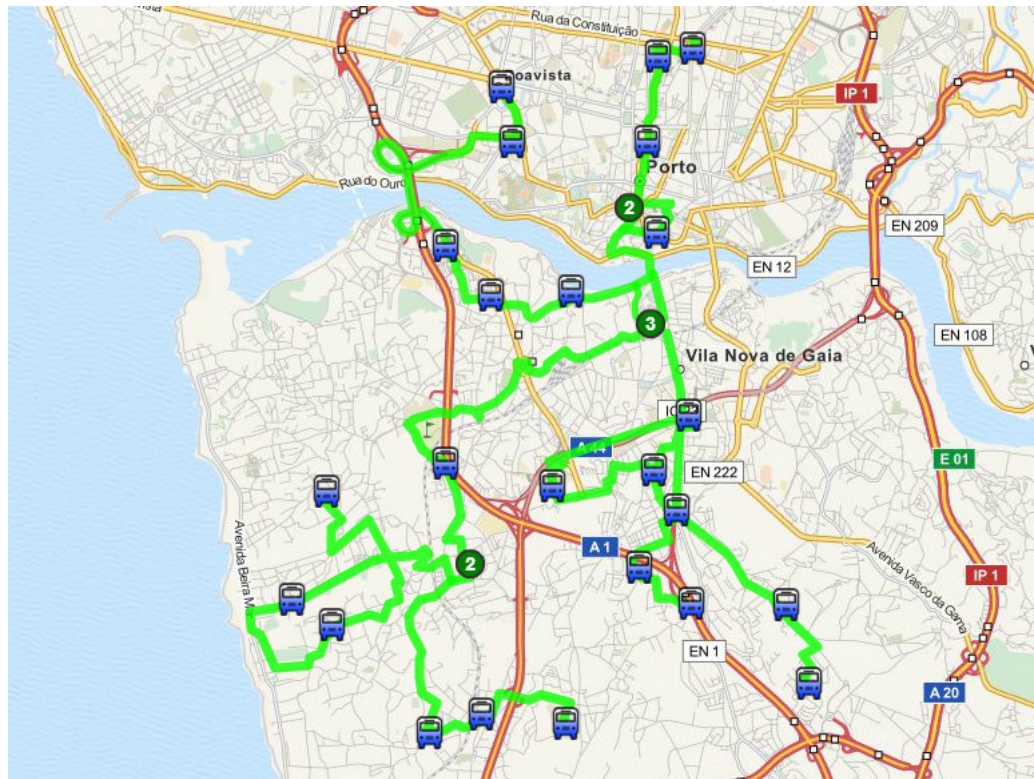 Rua da Constituição
vista
oavista
IP 1
Porto
Rua do Ouro
2
EN 209
EN 12
EN 108
3
Vila Nova de Gaia
V
IC
A 44
EN 222
E 01
Avenida Beira M
A 1
2
Avenida Vasco da Gama
IP 1
EN 1
A 20